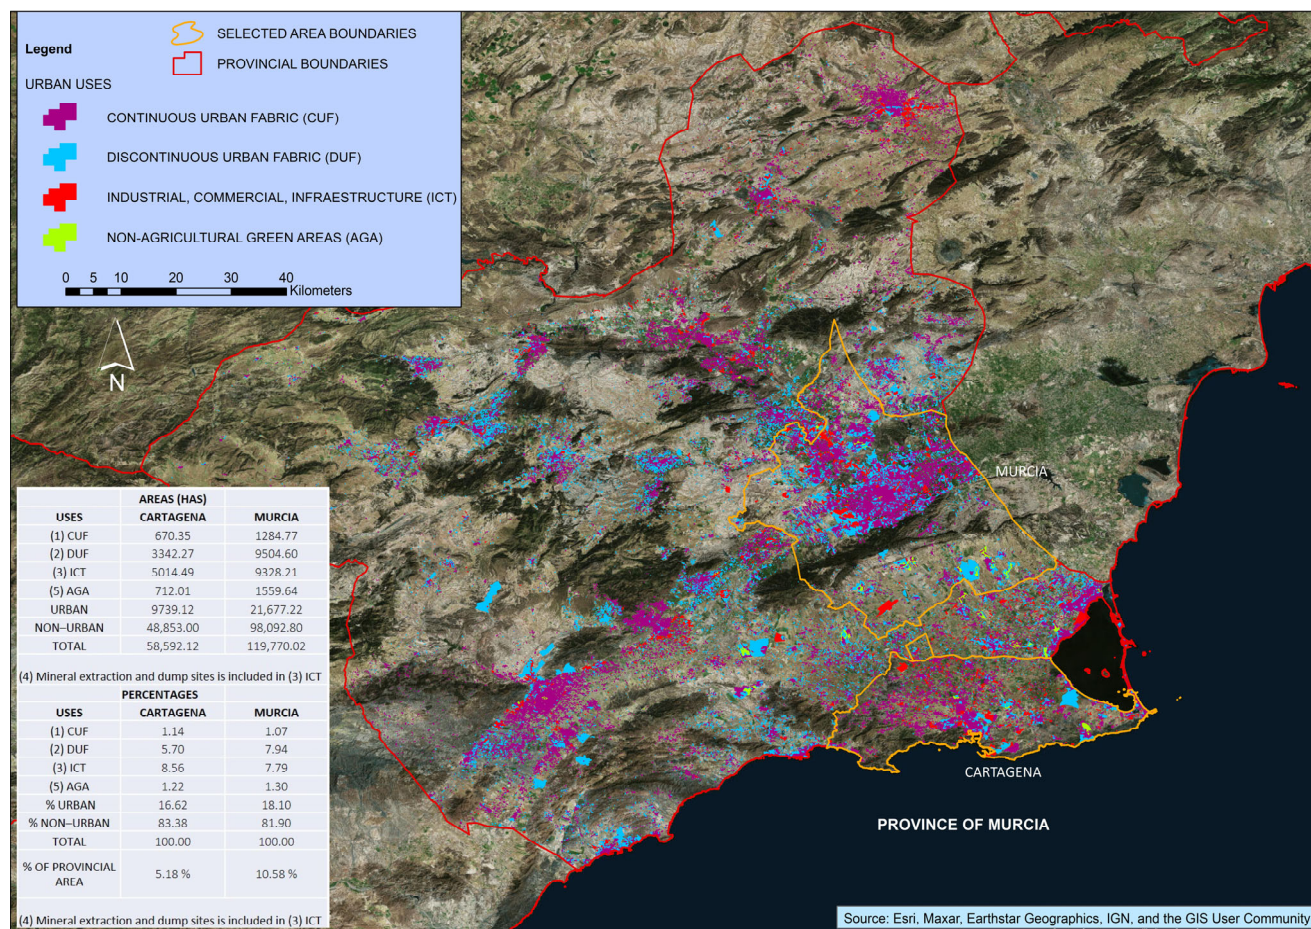 Legend
SELECTED AREA BOUNDARIES
PROVINCIAL BOUNDARIES
URBAN USES
CONTINUOUS URBAN FABRIC (CUF)
DISCONTINUOUS URBAN FABRIC (DUF)
INDUSTRIAL, COMMERCIAL, INFRAESTRUCTURE (ICT)
NON-AGRICULTURAL GREEN AREAS (AGA)
0 5 10 20 30 40
Kilometers
N
MURCIA
CARTAGENA
PROVINCE OF MURCIA
AREAS (HAS)
USES CARTAGENA MURCIA
(1) CUF 670.35 1284.77
(2) DUF 3342.27 9504.60
(3) ICT 5014.49 9328.21
(5) AGA 712.01 1559.64
URBAN 9739.12 21,677.22
NON–URBAN 48,853.00 98,092.80
TOTAL 58,592.12 119,770.02
(4) Mineral extraction and dump sites is included in (3) ICT
PERCENTAGES
USES CARTAGENA MURCIA
(1) CUF 1.14 1.07
(2) DUF 5.70 7.94
(3) ICT 8.56 7.79
(5) AGA 1.22 1.30
% URBAN 16.62 18.10
% NON–URBAN 83.38 81.90
TOTAL 100.00 100.00
% OF PROVINCIAL
AREA 5.18 % 10.58 %
(4) Mineral extraction and dump sites is included in (3) ICT
Source: Esri, Maxar, Earthstar Geographics, IGN, and the GIS User Community